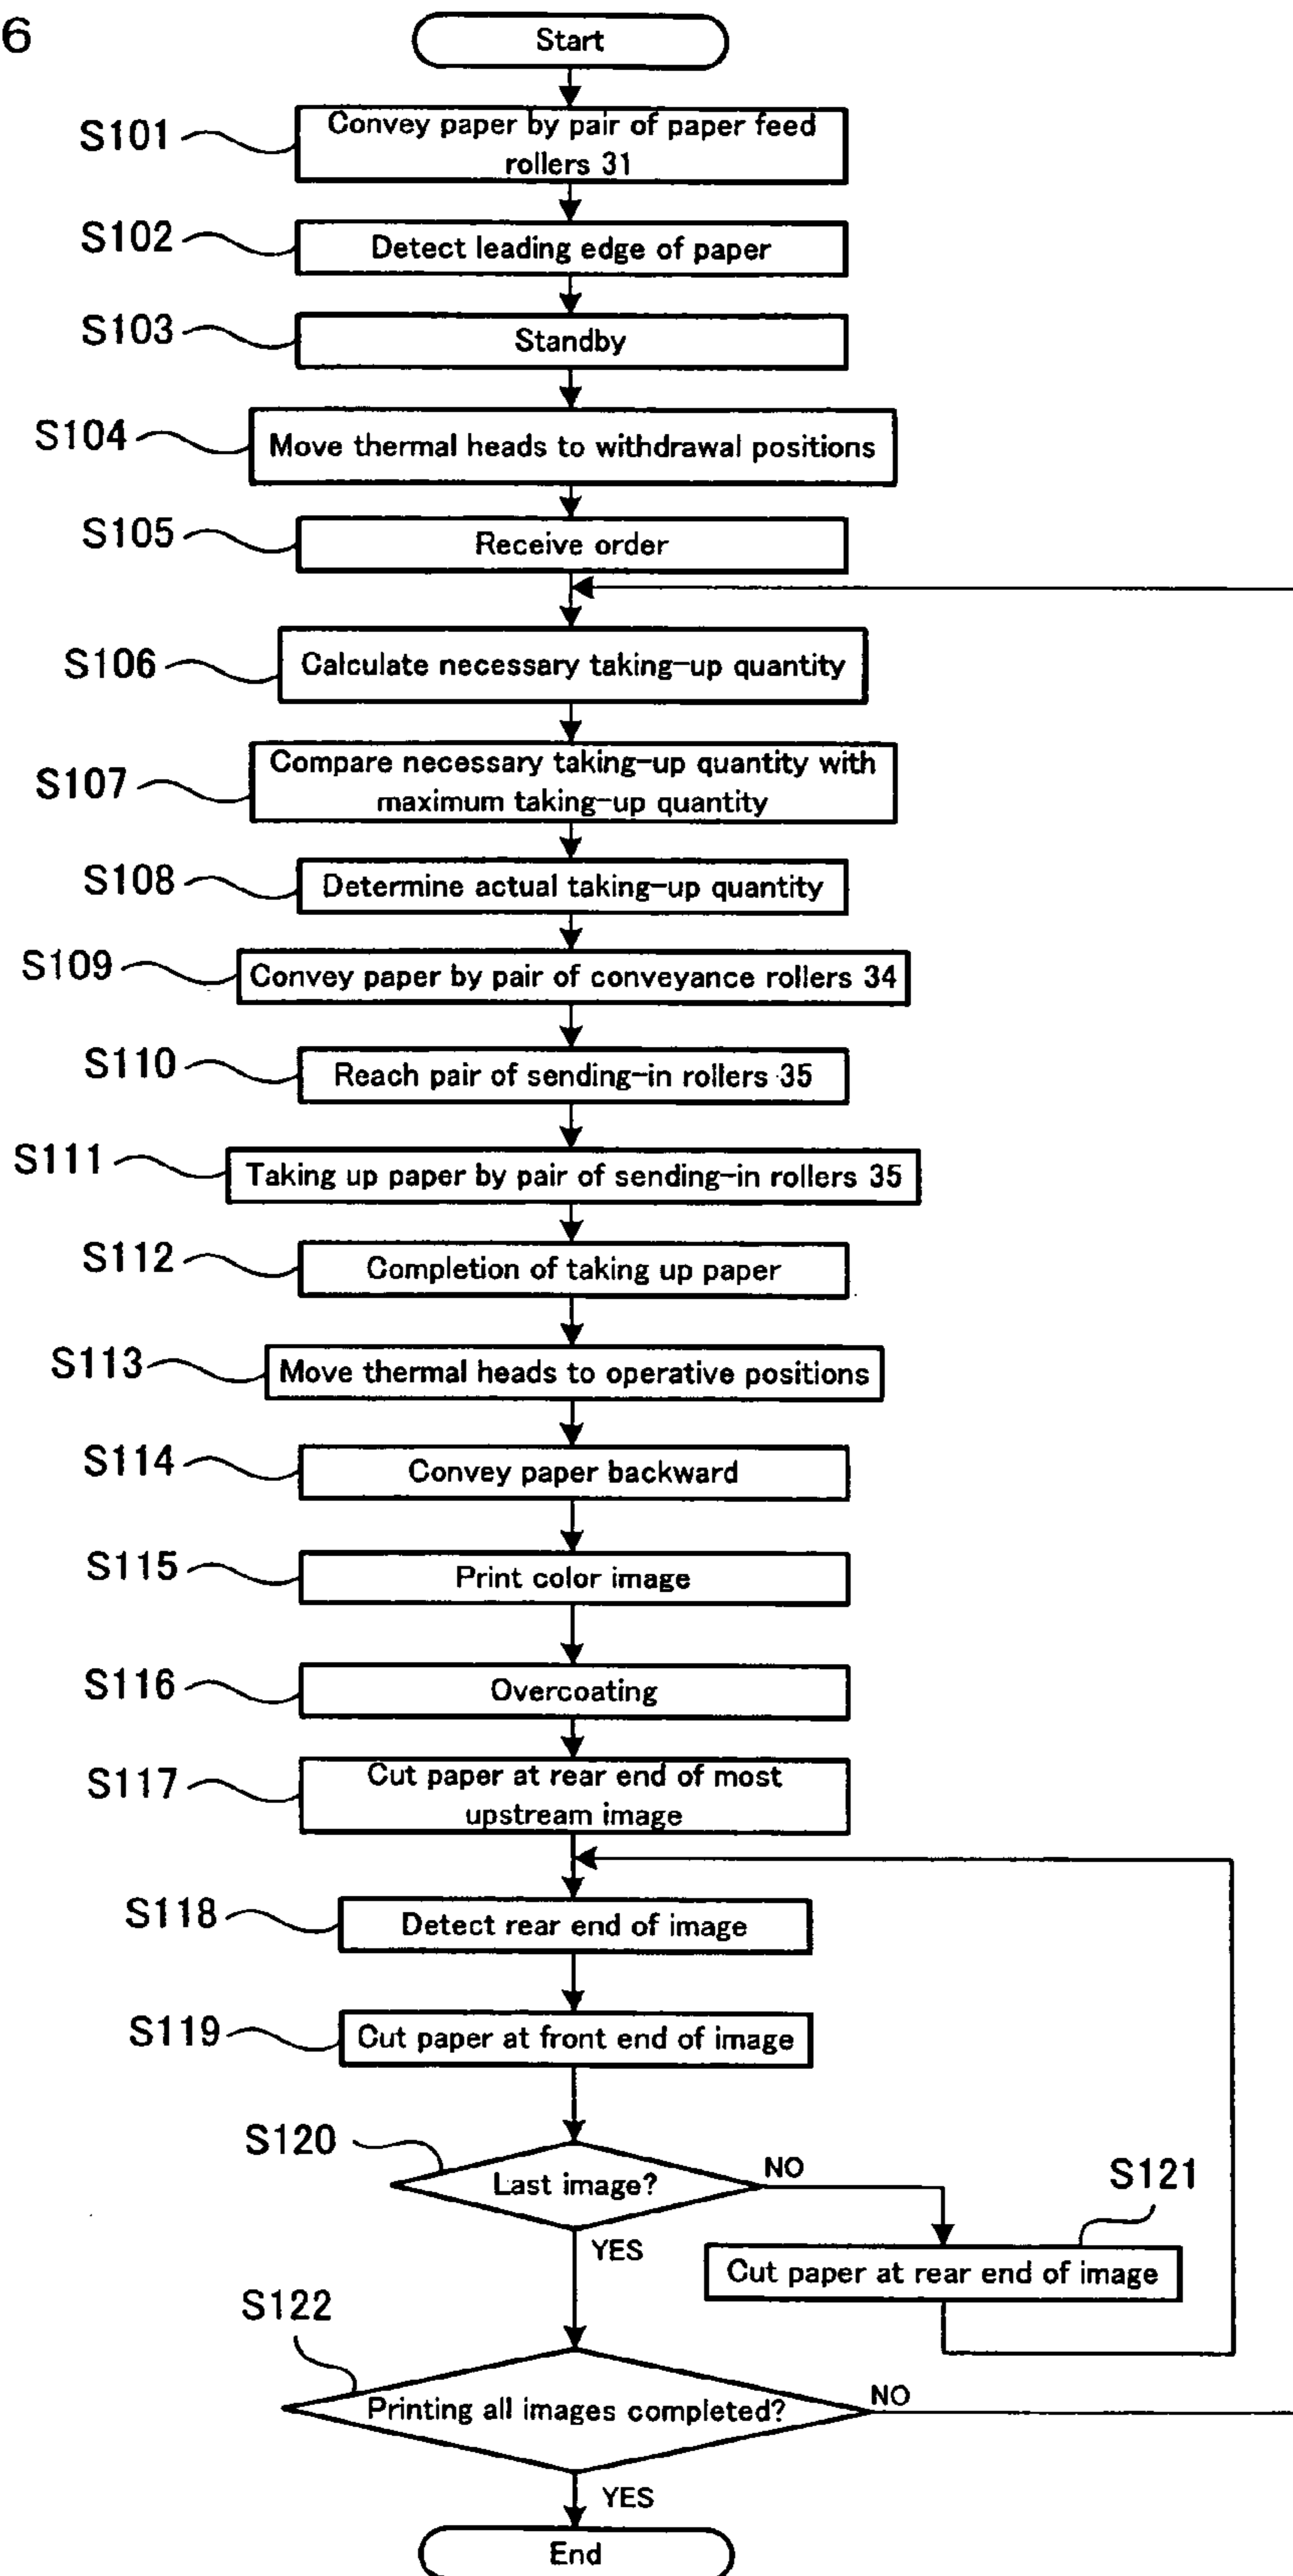 6
Start
S101
Convey paper by pair of paper feed
rollers 31
S102
Detect leading edge of paper
S103
Standby
S104
Move thermal heads to withdrawal positions
S105
Receive order
S106
Calculate necessary taking-up quantity
S107
Compare necessary taking-up quantity with
maximum taking-up quantity
S108
Determine actual taking-up quantity
S109
Convey paper by pair of conveyance rollers 34
S110
Reach pair of sending-in rollers 35
S111
Taking up paper by pair of sending-in rollers 35
S112
Completion of taking up paper
S113
Move thermal heads to operative positions
S114
Convey paper backward
S115
Print color image
S116
Overcoating
S117
Cut paper at rear end of most
upstream image
S118
Detect rear end of image
S119
Cut paper at front end of image
S120
Last image?
NO
S121
YES
Cut paper at rear end of image
S122
Printing all images completed?
NO
YES
End